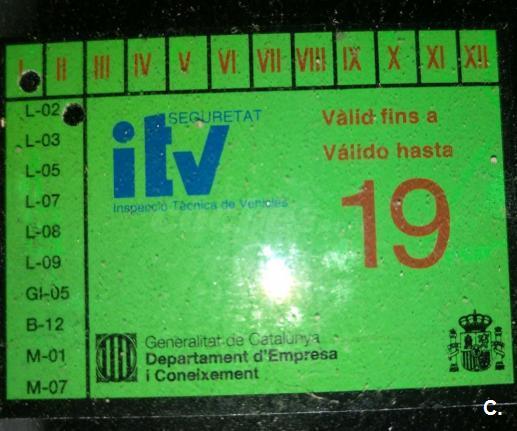 I II III IV V VI VII VIII IX X XI XII
L-02
L-03
L-05
L-07
L-08
L-09
GI-05
B-12
M-01
M-07
SEGURETAT
itv
Inspecció Tècnica de Vehicles
Vàlid fins a
Válido hasta
19
Generalitat de Catalunya
Departament d'Empresa
i Coneixement
C.